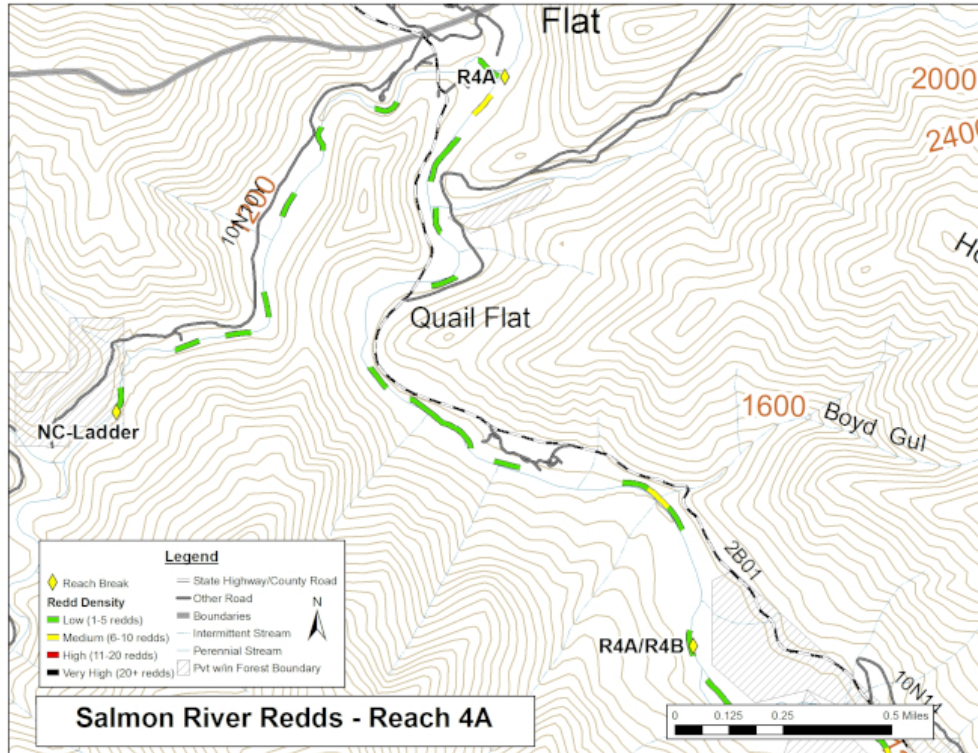 Flat
R4A
2000
2400
10N10Y
1200
Quail Flat
1600
Boyd Gul
NC-Ladder
2B01
R4A/R4B
10N14
Legend
Reach Break
Redd Density
Low (1-5 redds)
Medium (6-10 redds)
High (11-20 redds)
Very High (20+ redds)
State Highway/County Road
Other Road
Boundaries
Intermittent Stream
Perennial Stream
Pvt w/in Forest Boundary
N
Salmon River Redds - Reach 4A
0 0.125 0.25 0.5 Miles